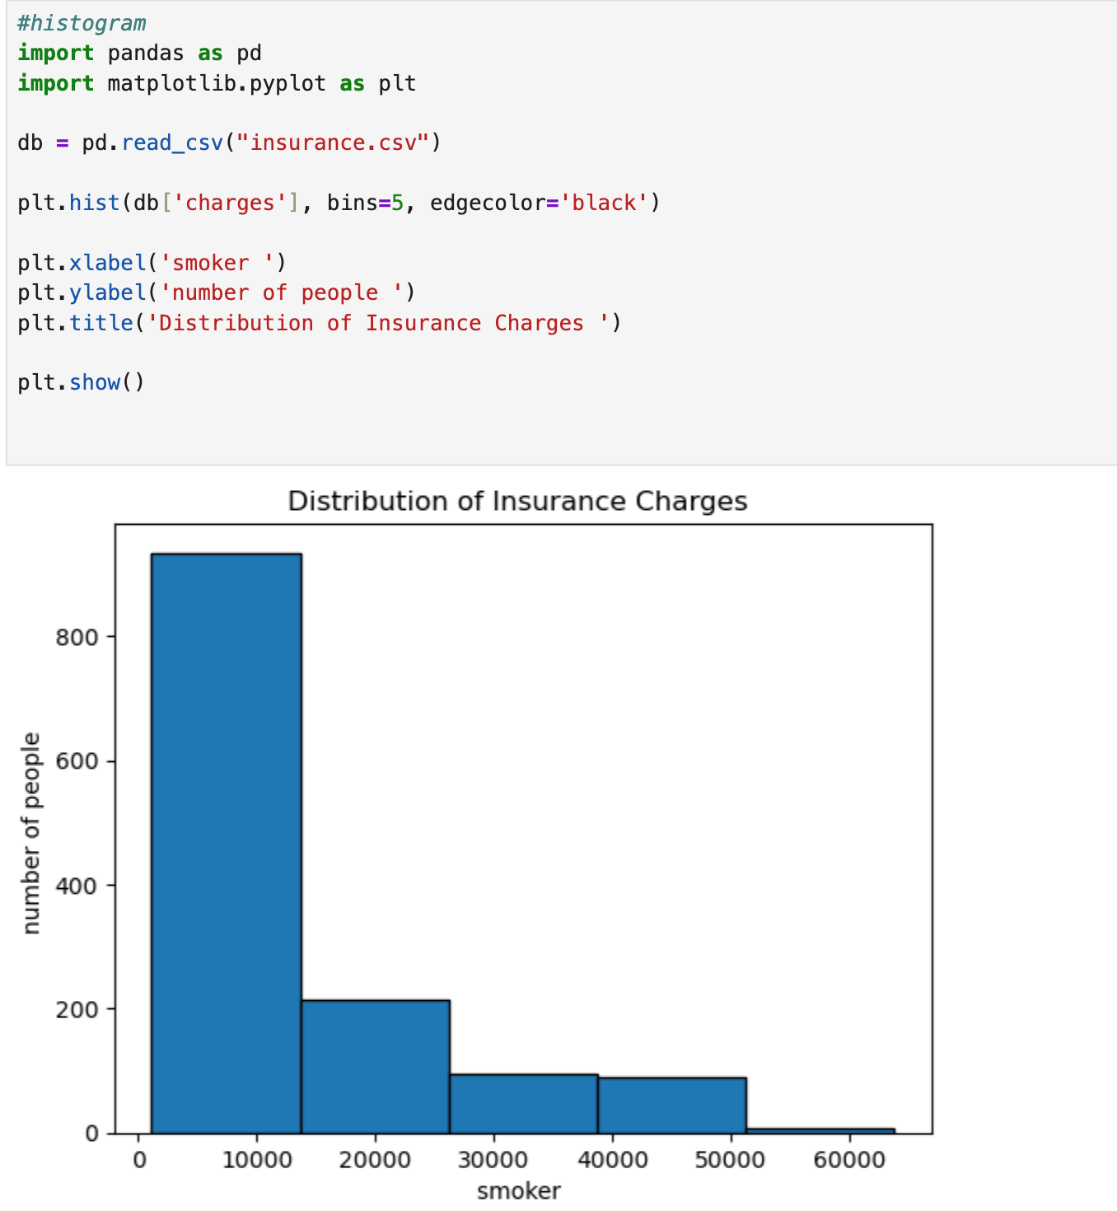 #histogram
import pandas as pd
import matplotlib.pyplot as plt
db = pd.read_csv("insurance.csv")
plt.hist(db['charges'], bins=5, edgecolor='black')
plt.xlabel('smoker ')
plt.ylabel('number of people ')
plt.title('Distribution of Insurance Charges ')
plt.show()
Distribution of Insurance Charges
number of people
800
600
400
200
0
0 10000 20000 30000 40000 50000 60000
smoker